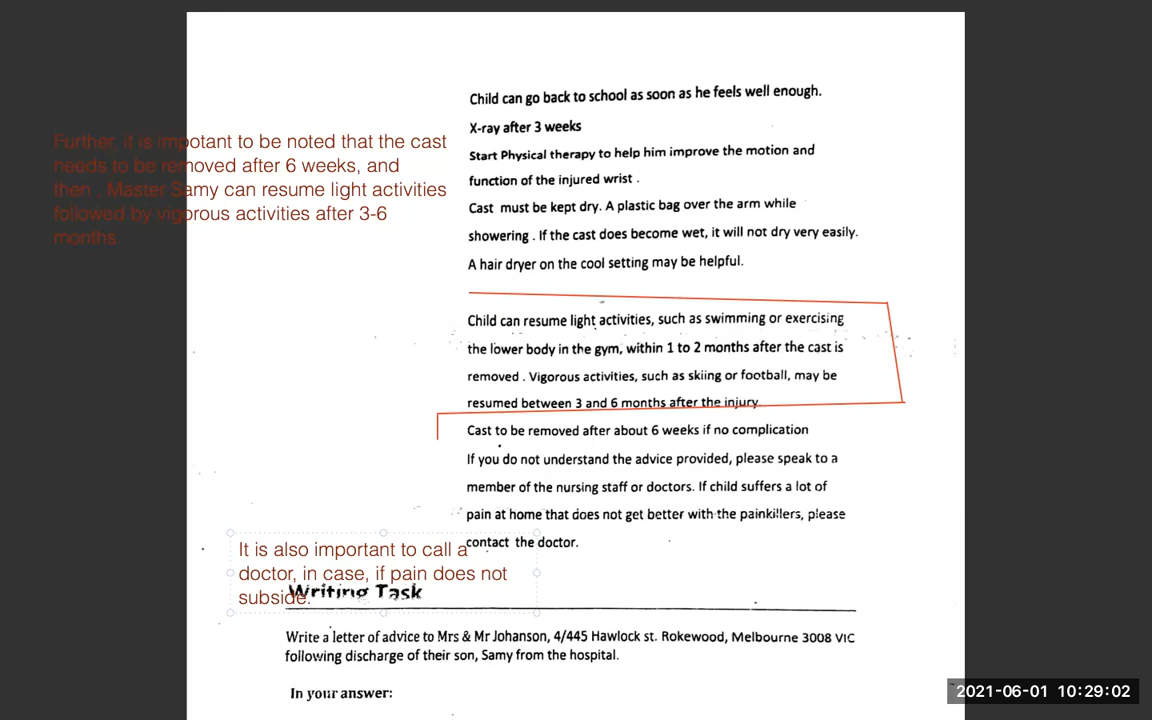 Child can go back to school as soon as he feels well enough.
X-ray after 3 weeks
Start Physical therapy to help him improve the motion and
function of the injured wrist .
Cast must be kept dry. A plastic bag over the arm while
showering . If the cast does become wet, it will not dry very easily.
A hair dryer on the cool setting may be helpful.
Further, it is impotant to be noted that the cast
needs to be removed after 6 weeks, and
then , Master Samy can resume light activities
followed by vigorous activities after 3-6
months
Child can resume light activities, such as swimming or exercising
the lower body in the gym, within 1 to 2 months after the cast is
removed . Vigorous activities, such as skiing or football, may be
resumed between 3 and 6 months after the injury
Cast to be removed after about 6 weeks if no complication
If you do not understand the advice provided, please speak to a
member of the nursing staff or doctors. If child suffers a lot of
pain at home that does not get better with the painkillers, please
contact the doctor.
It is also important to call a
doctor, in case, if pain does not
subside.
Writing Task
Write a letter of advice to Mrs & Mr Johanson, 4/445 Hawlock st. Rokewood, Melbourne 3008 VIC
following discharge of their son, Samy from the hospital.
In your answer:
2021-06-01 10:29:02